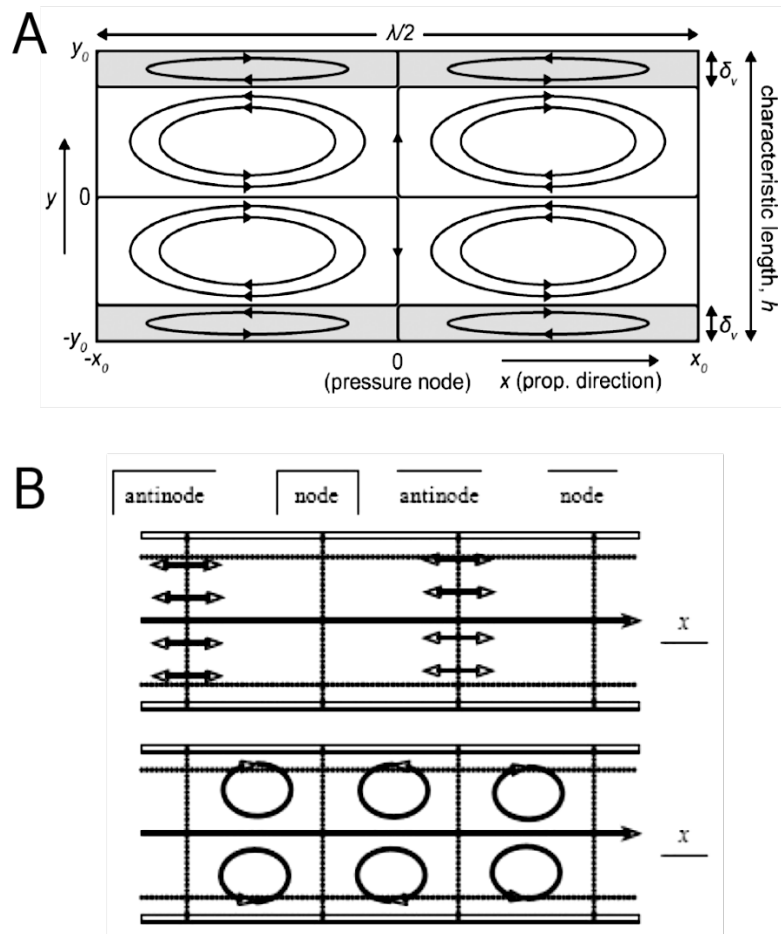 A
λ/2
y₀
δᵥ
characteristic length, h
y
0
δᵥ
-y₀
-x₀
0
x₀
(pressure node)
x (prop. direction)
B
antinode
node
antinode
node
x
x